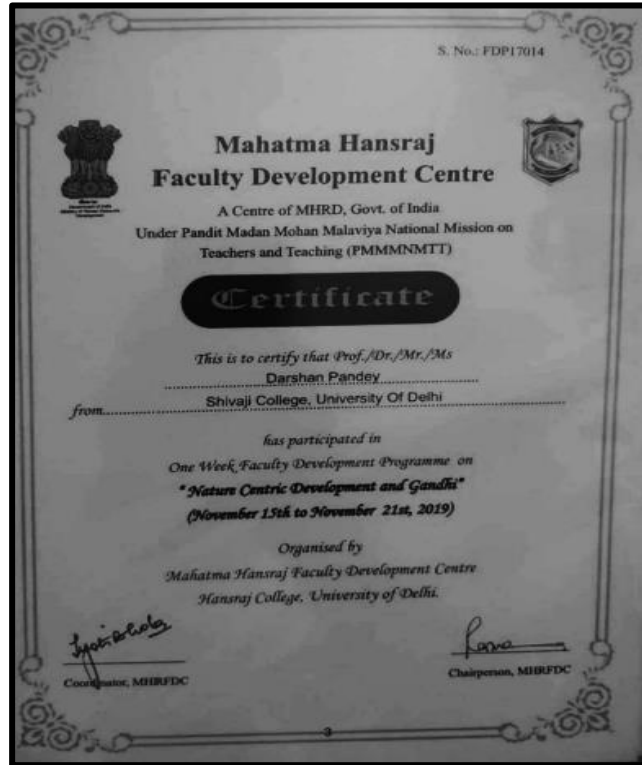 S. No.: FDP17014
Mahatma Hansraj
Faculty Development Centre
A Centre of MHRD, Govt. of India
Under Pandit Madan Mohan Malaviya National Mission on
Teachers and Teaching (PMMMNMTT)
Certificate
This is to certify that Prof./Dr./Mr./Ms
Darshan Pandey
from Shivaji College, University Of Delhi
has participated in
One Week Faculty Development Programme on
"Nature Centric Development and Gandhi"
(November 15th to November 21st, 2019)
Organised by
Mahatma Hansraj Faculty Development Centre
Hansraj College, University of Delhi.
Rama
Coordinator, MHRFDC
Chairperson, MHRFDC
3